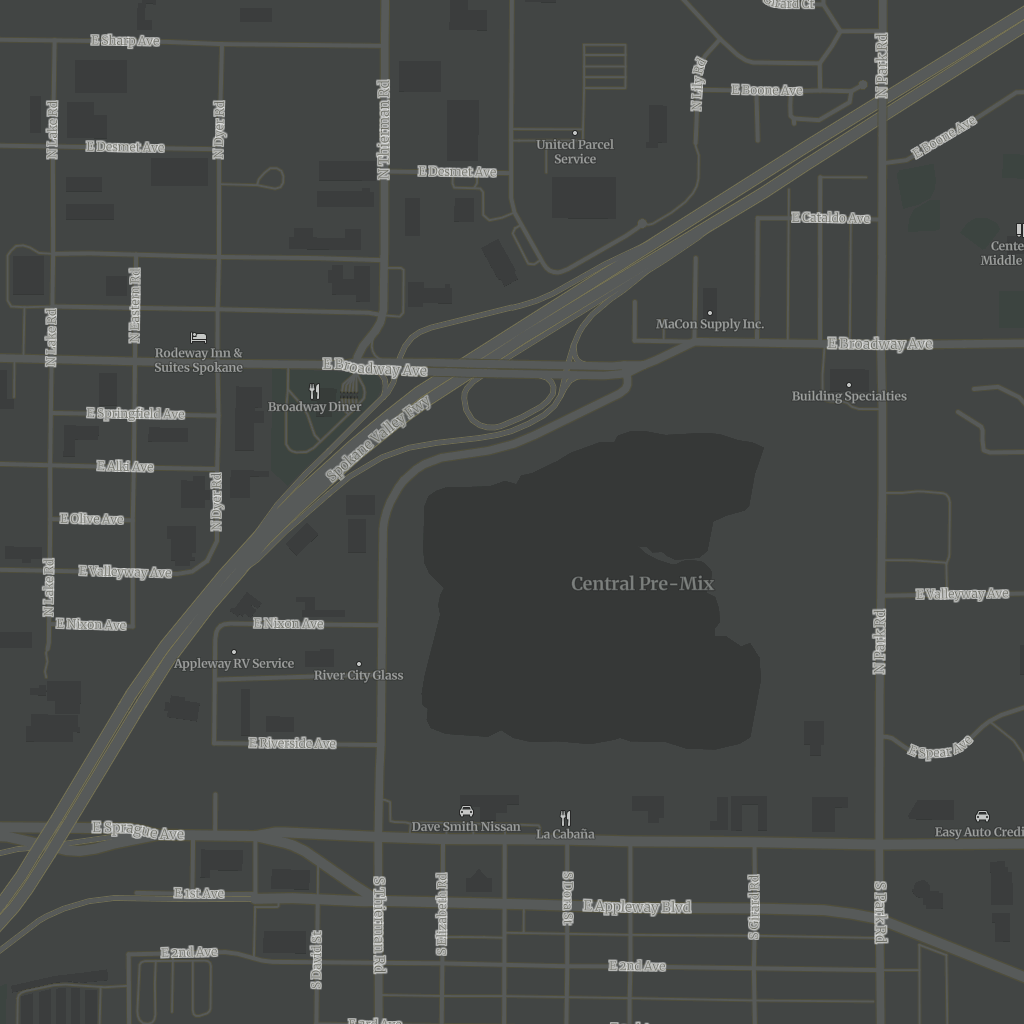 E Sharp Ave
N Lake Rd
N Dyer Rd
N Thierman Rd
N Lily Rd
N Park Rd
E Boone Ave
E Boone Ave
E Desmet Ave
E Desmet Ave
United Parcel
Service
E Cataldo Ave
Cente
Middle
N Eastern Rd
N Lake Rd
MaCon Supply Inc.
Rodeway Inn &
Suites Spokane
E Broadway Ave
E Broadway Ave
Broadway Diner
Building Specialties
E Springfield Ave
Spokane Valley Fwy
E Alki Ave
N Dyer Rd
E Olive Ave
E Valleyway Ave
N Lake Rd
Central Pre-Mix
E Valleyway Ave
E Nixon Ave
E Nixon Ave
N Park Rd
Appleway RV Service
River City Glass
E Riverside Ave
E Spear Ave
E Sprague Ave
Dave Smith Nissan
La Cabaña
Easy Auto Credi
E 1st Ave
S Thierman Rd
S Elizabeth Rd
S Dora St
E Appleway Blvd
S Girard Rd
S Park Rd
E 2nd Ave
S David St
E 2nd Ave
E 3rd Ave